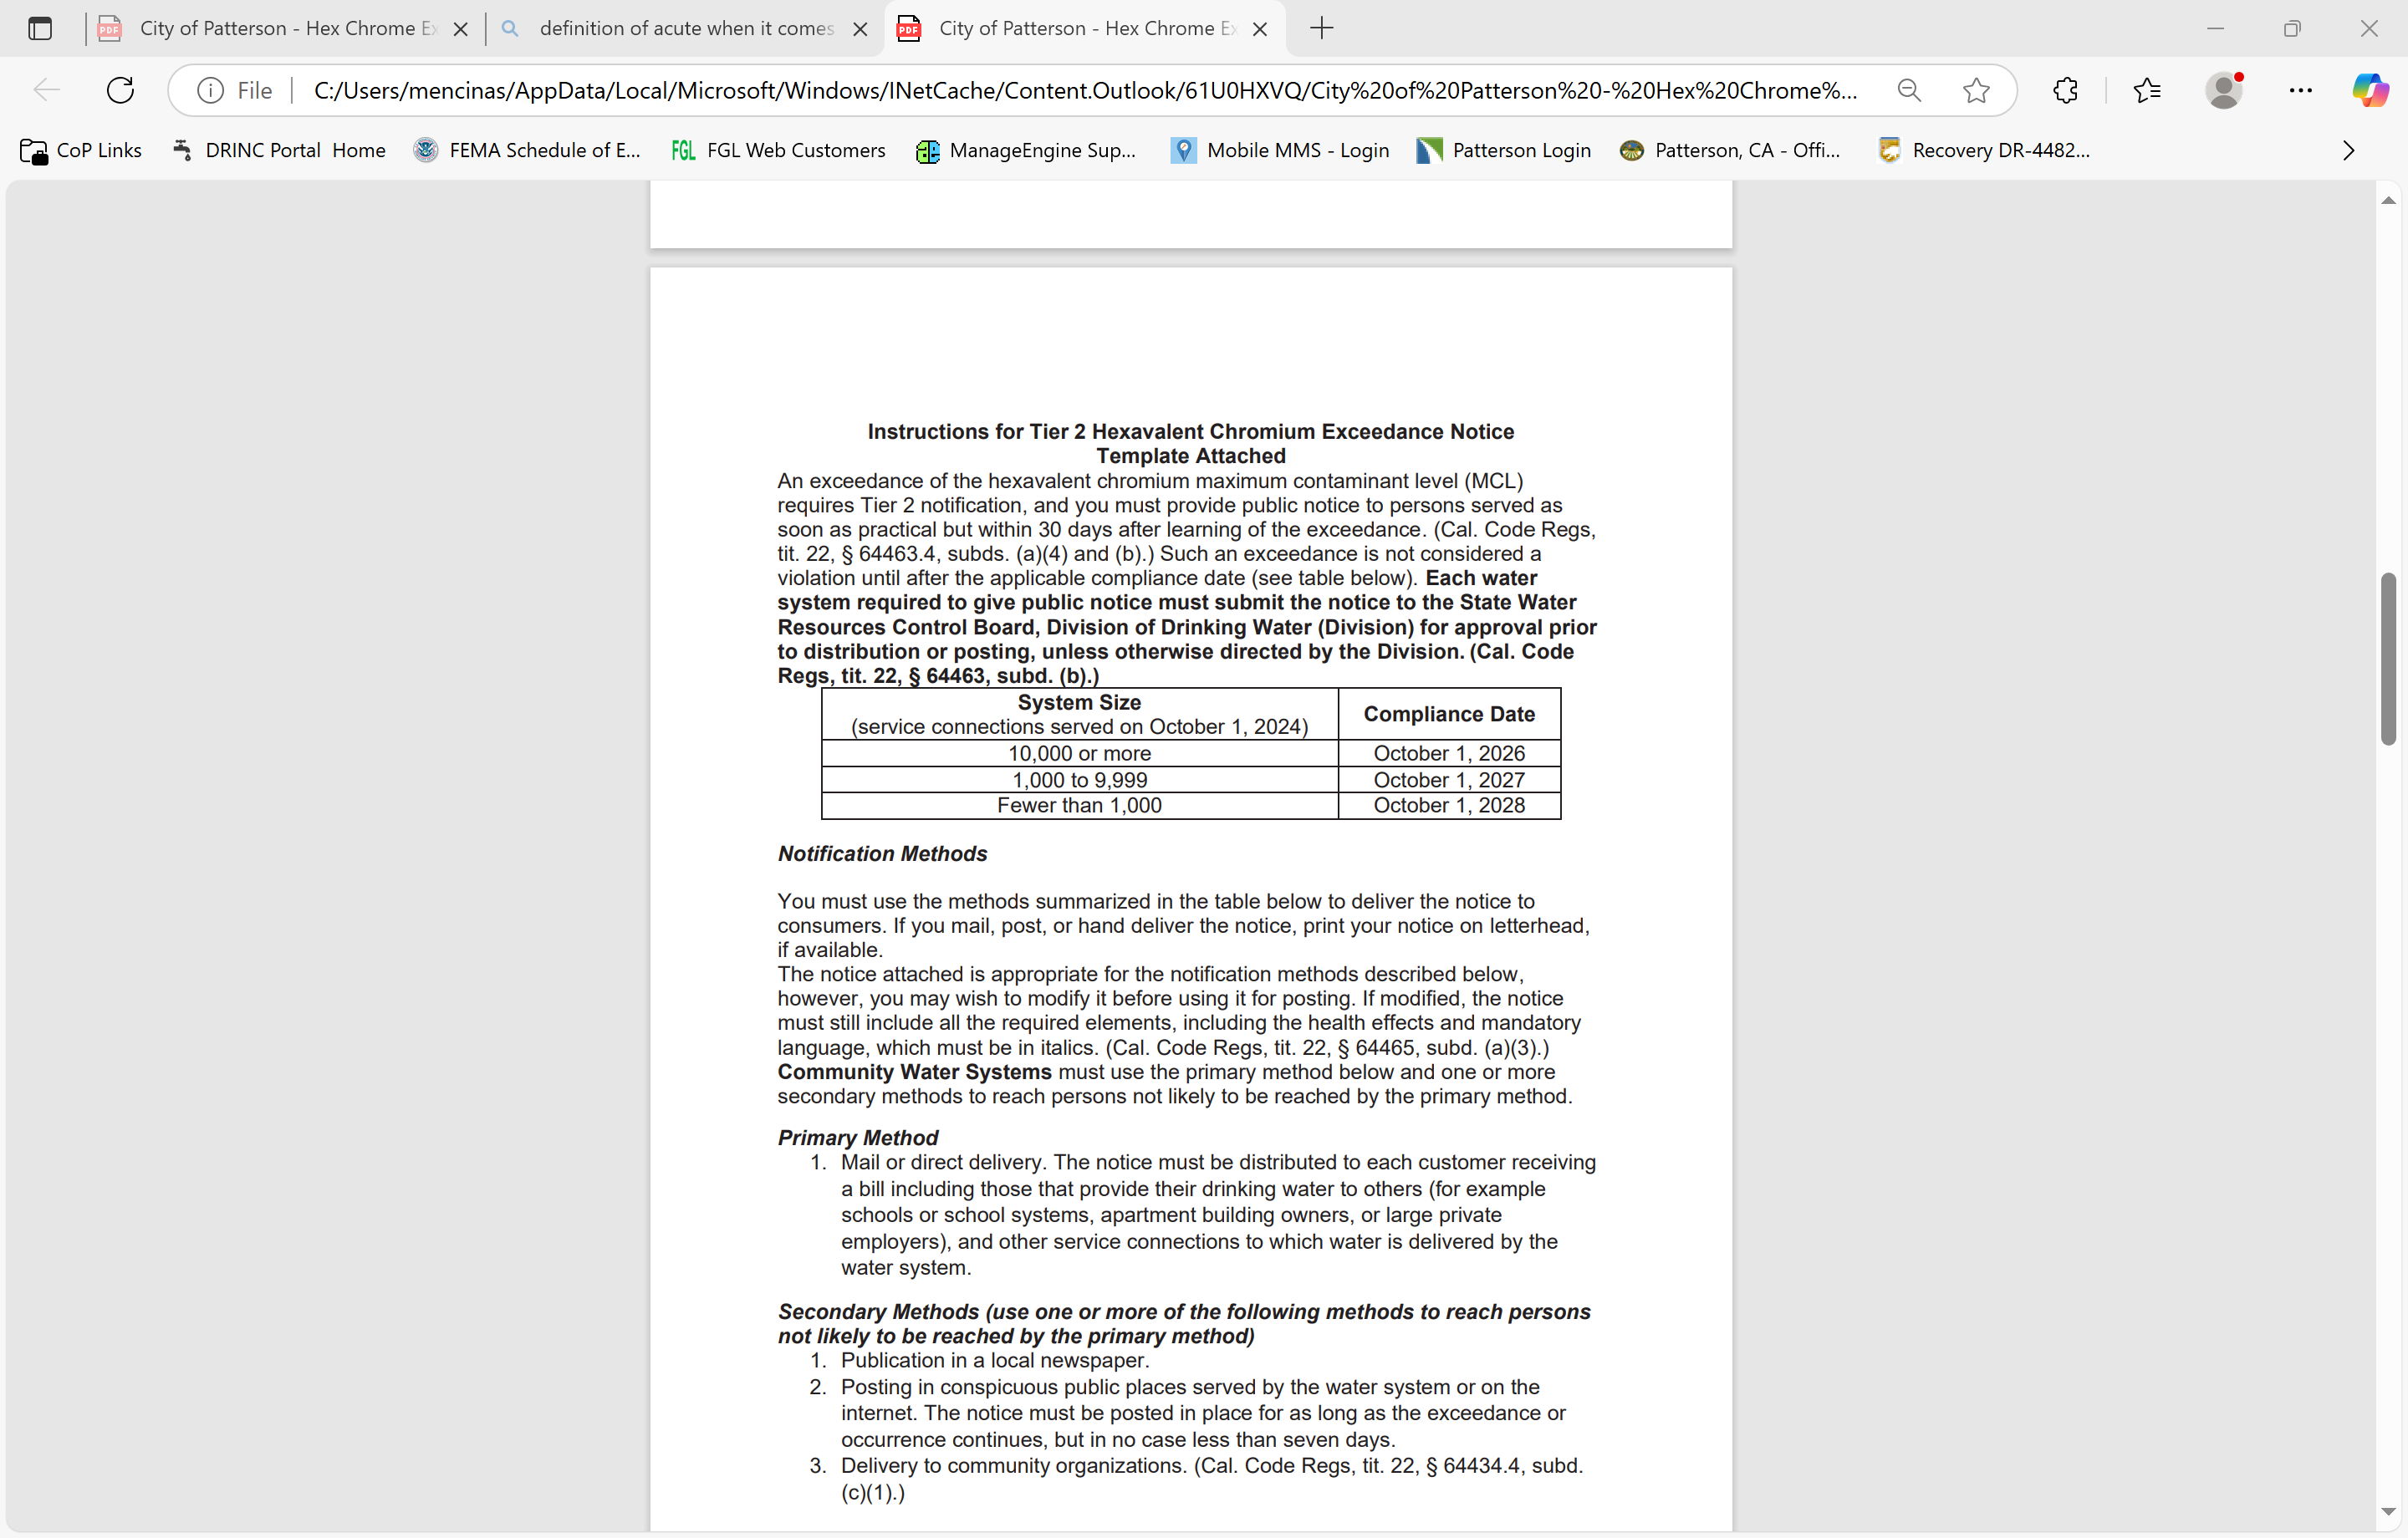 City of Patterson - Hex Chrome Ex
definition of acute when it comes
City of Patterson - Hex Chrome Ex
File
C:/Users/mencinas/AppData/Local/Microsoft/Windows/INetCache/Content.Outlook/61U0HXVQ/City%20of%20Patterson%20-%20Hex%20Chrome%...
CoP Links
DRINC Portal Home
FEMA Schedule of E...
FGL FGL Web Customers
ManageEngine Sup...
Mobile MMS - Login
Patterson Login
Patterson, CA - Offi...
Recovery DR-4482...
Instructions for Tier 2 Hexavalent Chromium Exceedance Notice
Template Attached
An exceedance of the hexavalent chromium maximum contaminant level (MCL)
requires Tier 2 notification, and you must provide public notice to persons served as
soon as practical but within 30 days after learning of the exceedance. (Cal. Code Regs,
tit. 22, § 64463.4, subds. (a)(4) and (b).) Such an exceedance is not considered a
violation until after the applicable compliance date (see table below). Each water
system required to give public notice must submit the notice to the State Water
Resources Control Board, Division of Drinking Water (Division) for approval prior
to distribution or posting, unless otherwise directed by the Division. (Cal. Code
Regs, tit. 22, § 64463, subd. (b).)
System Size
(service connections served on October 1, 2024)
Compliance Date
10,000 or more
October 1, 2026
1,000 to 9,999
October 1, 2027
Fewer than 1,000
October 1, 2028
Notification Methods
You must use the methods summarized in the table below to deliver the notice to
consumers. If you mail, post, or hand deliver the notice, print your notice on letterhead,
if available.
The notice attached is appropriate for the notification methods described below,
however, you may wish to modify it before using it for posting. If modified, the notice
must still include all the required elements, including the health effects and mandatory
language, which must be in italics. (Cal. Code Regs, tit. 22, § 64465, subd. (a)(3).)
Community Water Systems must use the primary method below and one or more
secondary methods to reach persons not likely to be reached by the primary method.
Primary Method
1. Mail or direct delivery. The notice must be distributed to each customer receiving
a bill including those that provide their drinking water to others (for example
schools or school systems, apartment building owners, or large private
employers), and other service connections to which water is delivered by the
water system.
Secondary Methods (use one or more of the following methods to reach persons
not likely to be reached by the primary method)
1. Publication in a local newspaper.
2. Posting in conspicuous public places served by the water system or on the
internet. The notice must be posted in place for as long as the exceedance or
occurrence continues, but in no case less than seven days.
3. Delivery to community organizations. (Cal. Code Regs, tit. 22, § 64434.4, subd.
(c)(1).)